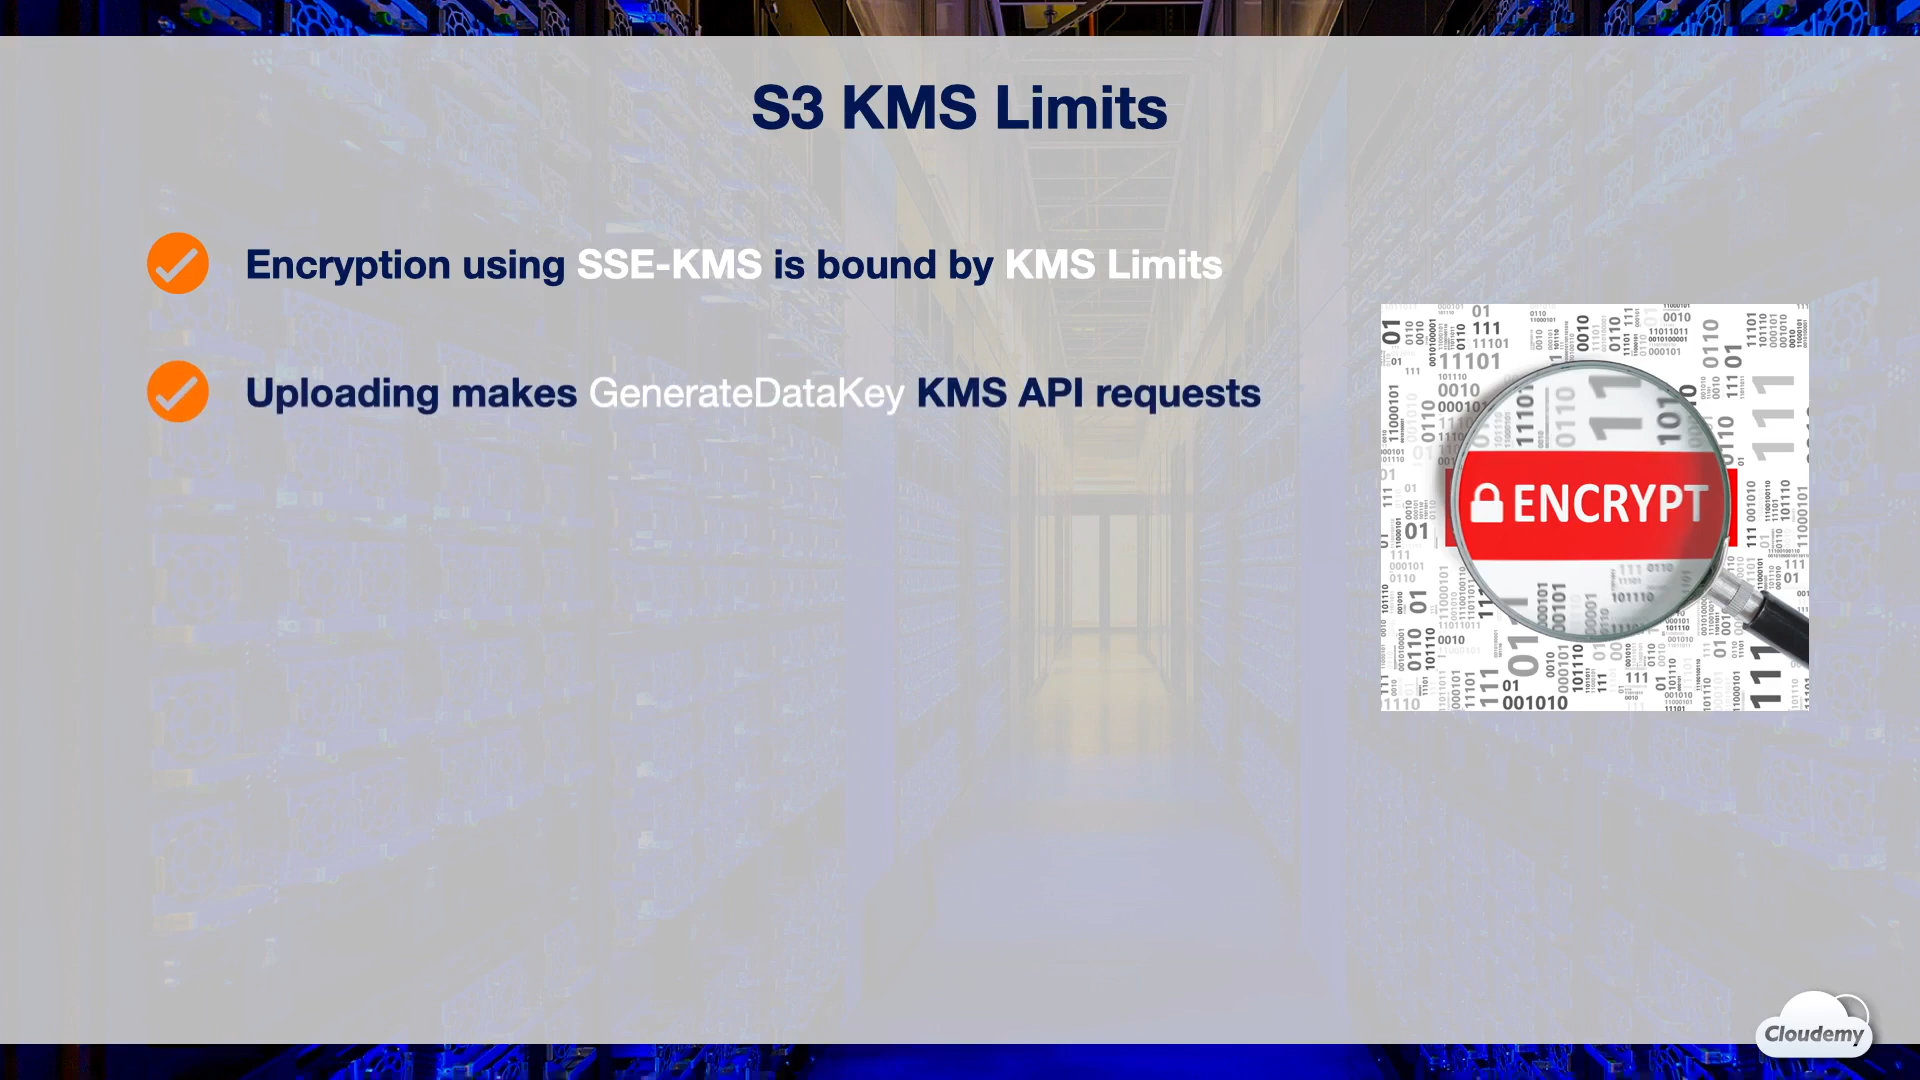 S3 KMS Limits
Encryption using SSE-KMS is bound by KMS Limits
Uploading makes GenerateDataKey KMS API requests
ENCRYPT
Cloudemy